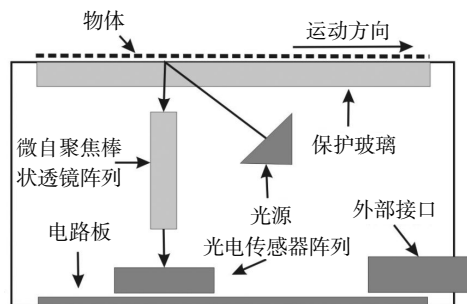 物体
运动方向
保护玻璃
微自聚焦棒
状透镜阵列
光源
外部接口
电路板
光电传感器阵列